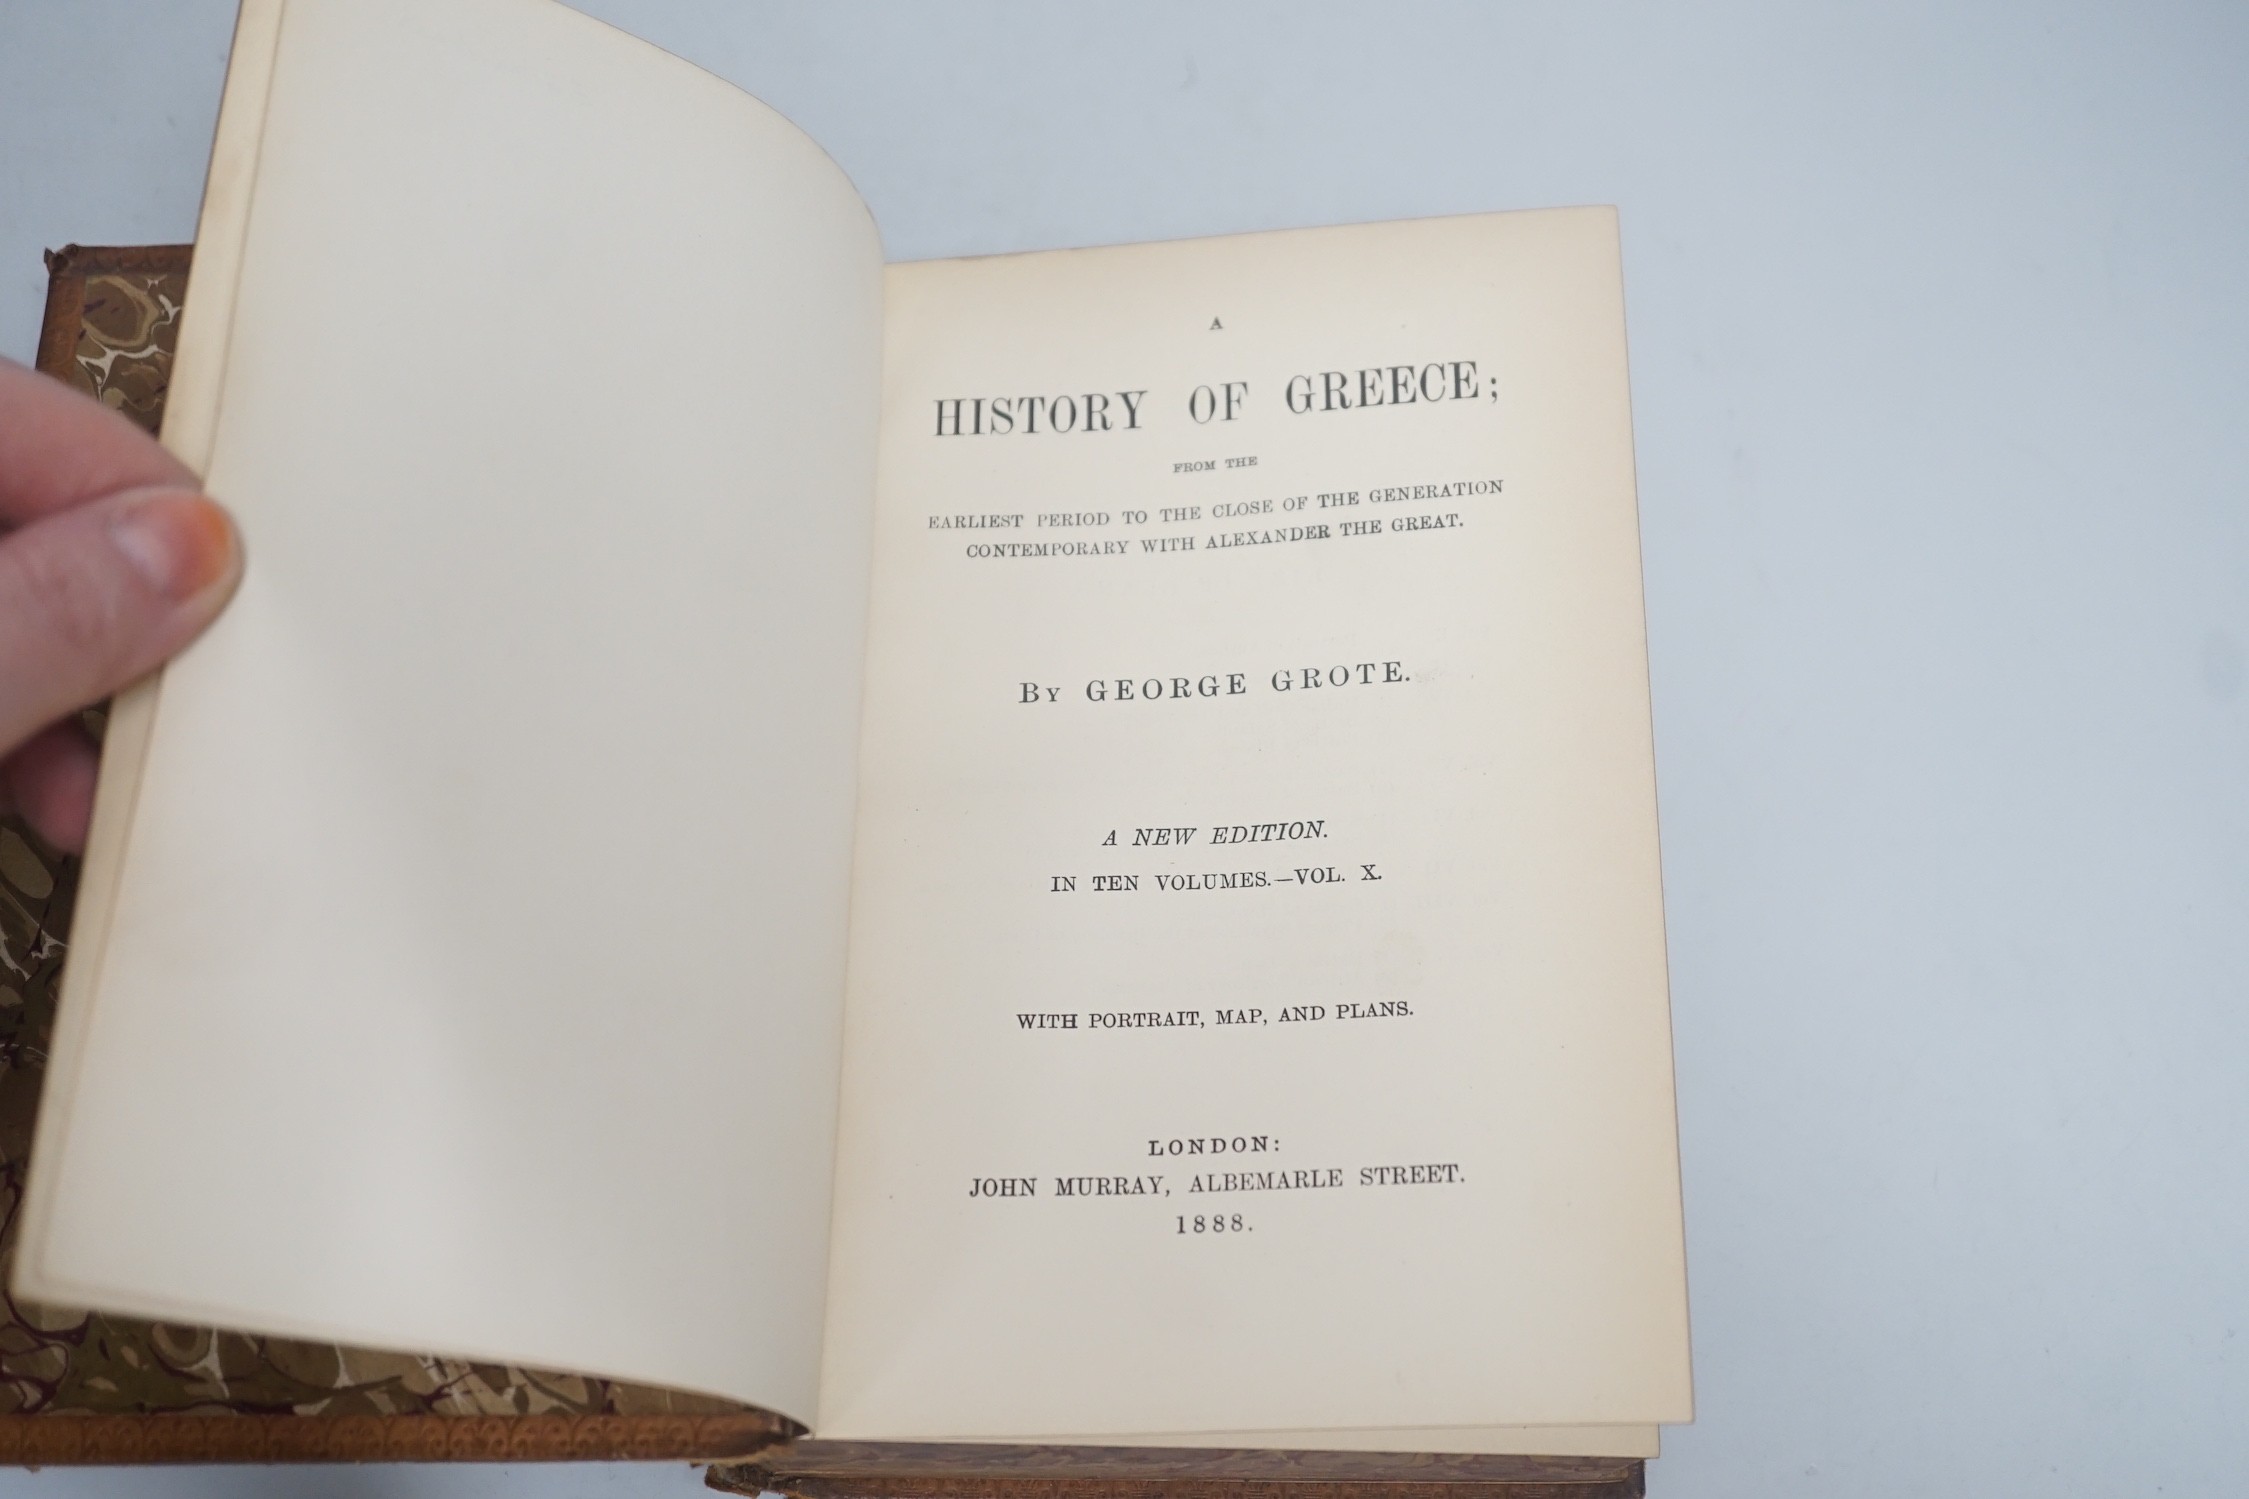 A
HISTORY OF GREECE;
FROM THE
EARLIEST PERIOD TO THE CLOSE OF THE GENERATION
CONTEMPORARY WITH ALEXANDER THE GREAT.
BY GEORGE GROTE.
A NEW EDITION.
IN TEN VOLUMES.—VOL. X.
WITH PORTRAIT, MAP, AND PLANS.
LONDON:
JOHN MURRAY, ALBEMARLE STREET.
1888.